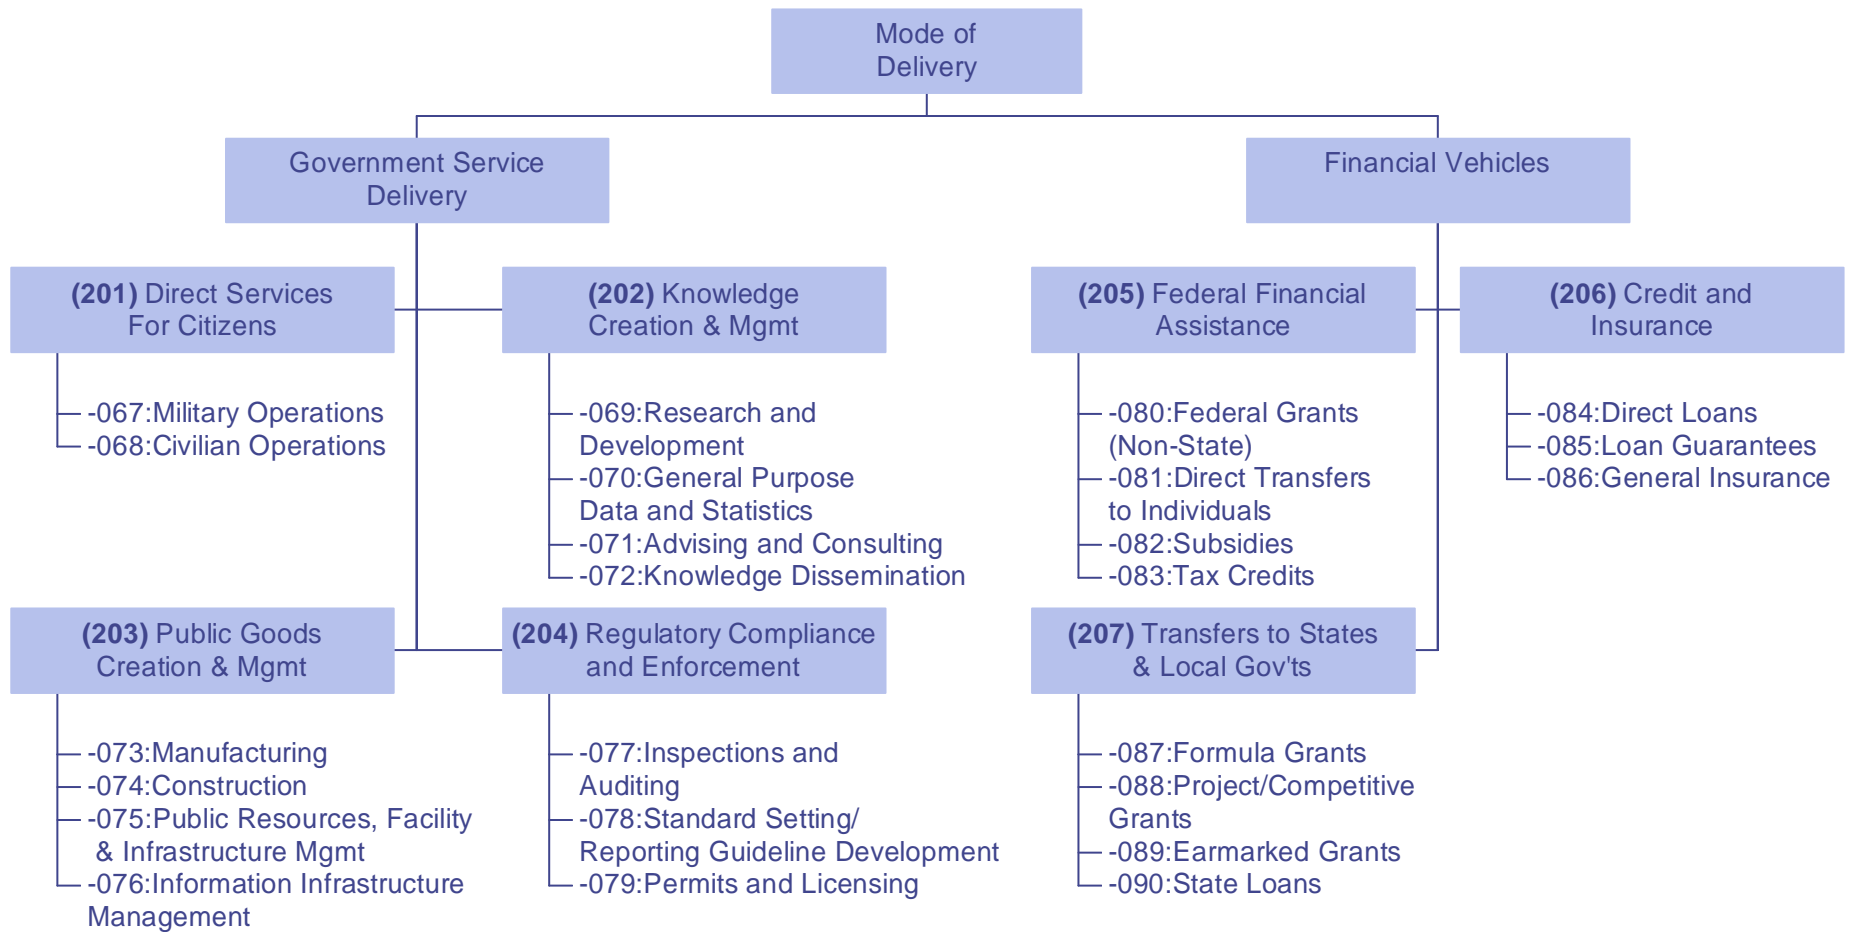 Mode of
Delivery
Government Service
Delivery
Financial Vehicles
(201) Direct Services
For Citizens
-067:Military Operations
-068:Civilian Operations
(202) Knowledge
Creation & Mgmt
-069:Research and
Development
-070:General Purpose
Data and Statistics
-071:Advising and Consulting
-072:Knowledge Dissemination
(203) Public Goods
Creation & Mgmt
-073:Manufacturing
-074:Construction
-075:Public Resources, Facility
& Infrastructure Mgmt
-076:Information Infrastructure
Management
(204) Regulatory Compliance
and Enforcement
-077:Inspections and
Auditing
-078:Standard Setting/
Reporting Guideline Development
-079:Permits and Licensing
(205) Federal Financial
Assistance
-080:Federal Grants
(Non-State)
-081:Direct Transfers
to Individuals
-082:Subsidies
-083:Tax Credits
(206) Credit and
Insurance
-084:Direct Loans
-085:Loan Guarantees
-086:General Insurance
(207) Transfers to States
& Local Gov'ts
-087:Formula Grants
-088:Project/Competitive
Grants
-089:Earmarked Grants
-090:State Loans